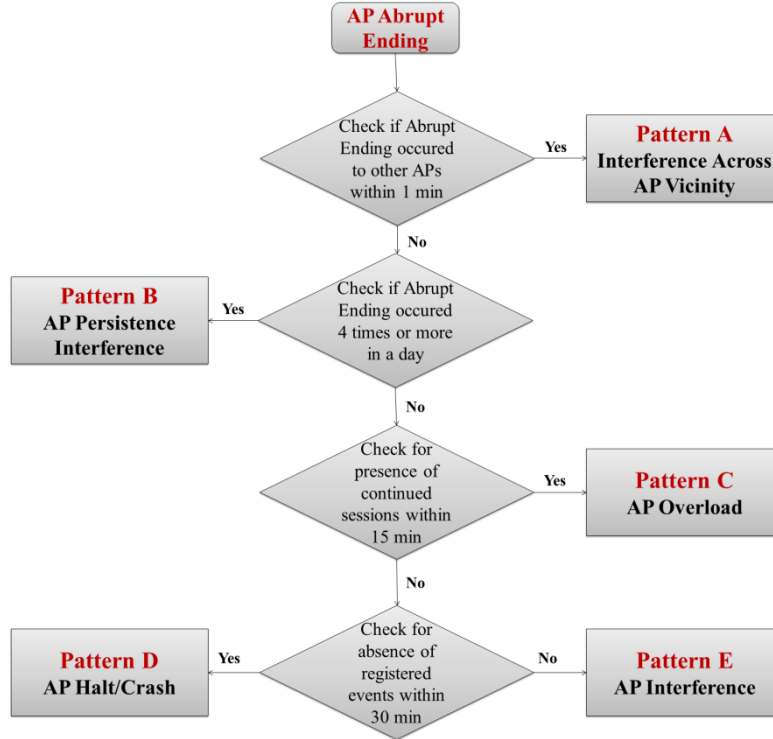 AP Abrupt
Ending
Check if Abrupt
Ending occured
to other APs
within 1 min
Yes
Pattern A
Interference Across
AP Vicinity
No
Check if Abrupt
Ending occured
4 times or more
in a day
Yes
Pattern B
AP Persistence
Interference
No
Check for
presence of
continued
sessions within
15 min
Yes
Pattern C
AP Overload
No
Check for
absence of
registered
events within
30 min
Yes
Pattern D
AP Halt/Crash
No
Pattern E
AP Interference